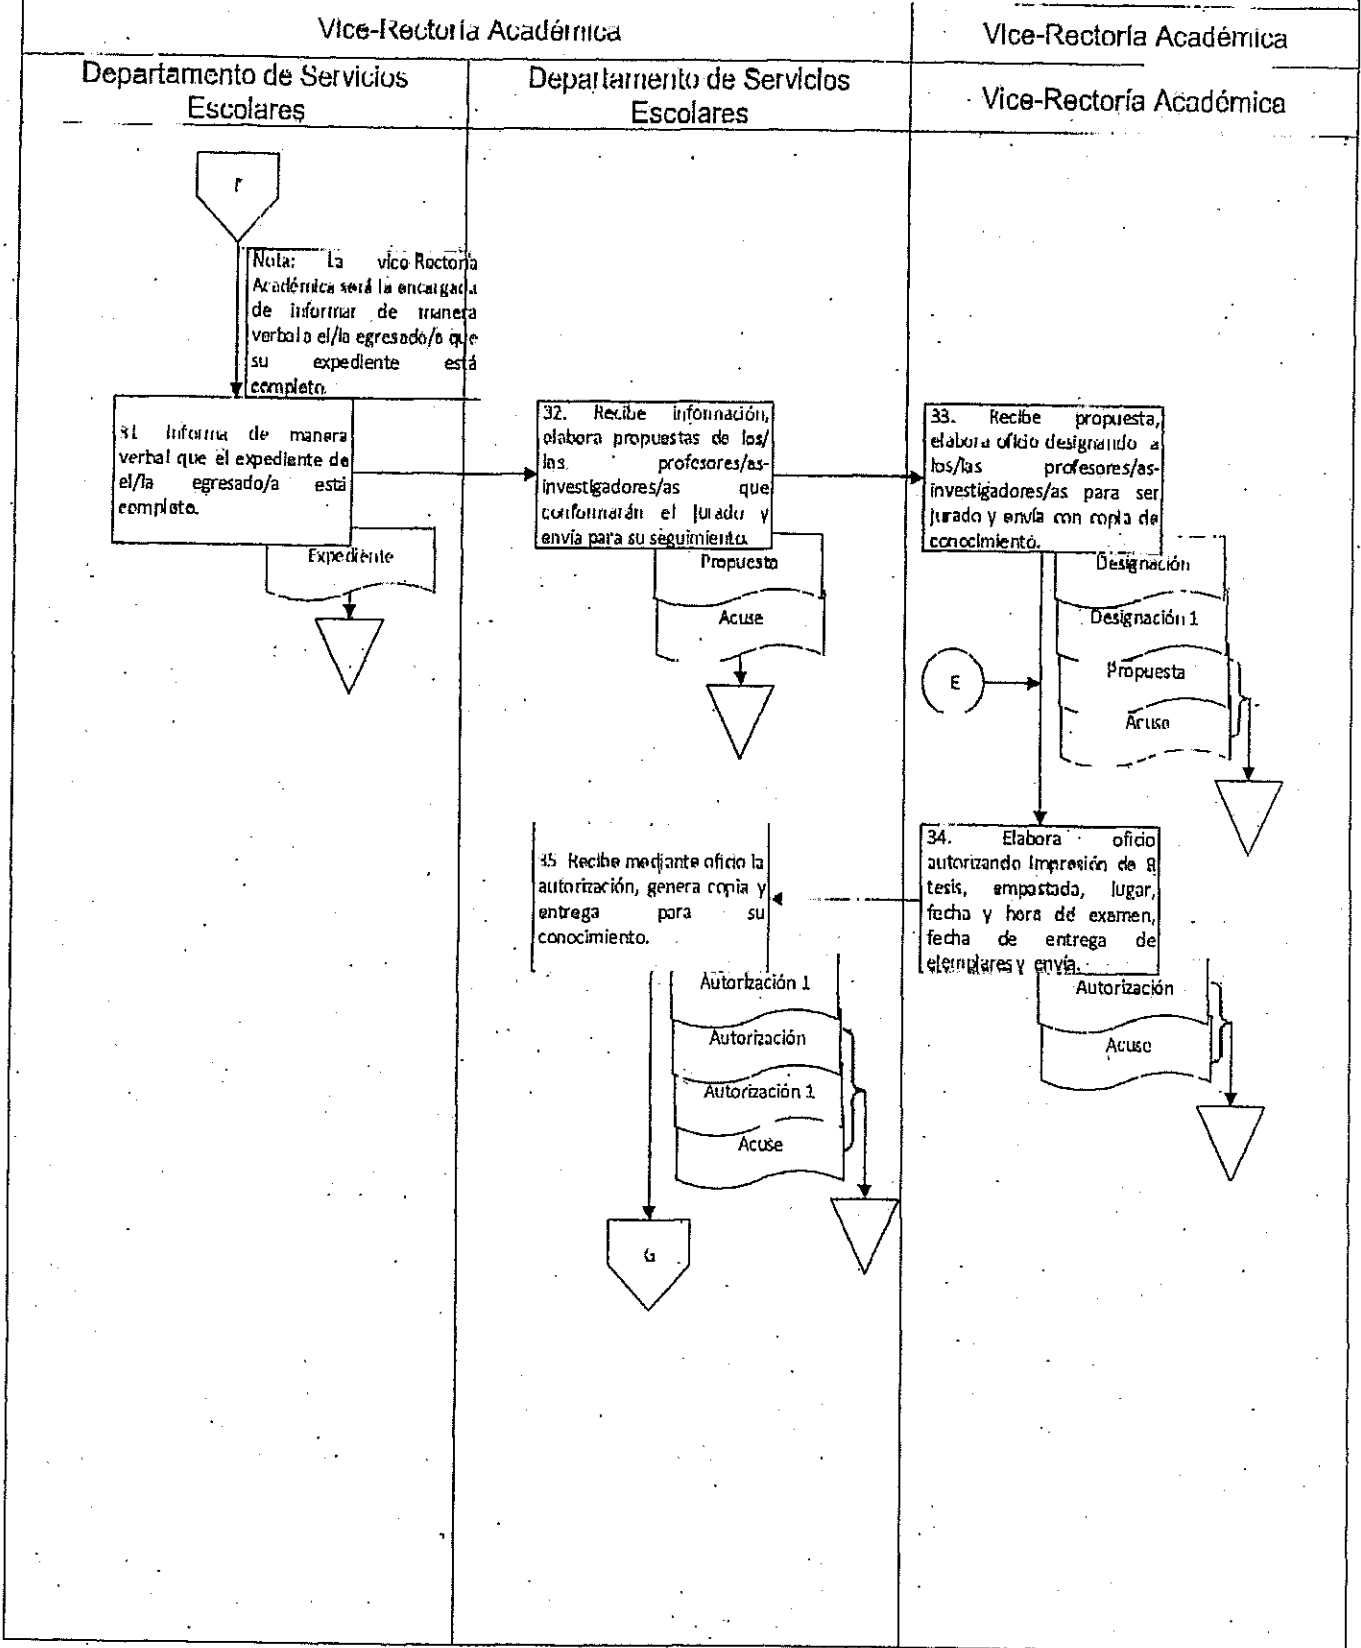 Vice-Rectoría Académica
Vice-Rectoría Académica
Departamento de Servicios
Escolares
Departamento de Servicios
Escolares
Vice-Rectoría Académica
Nota: La vice Rectoría
Académica será la encargada
de informar de manera
verbal a el/la egresado/a que
su expediente está
completo.
31. Informa de manera
verbal que el expediente de
el/la egresado/a está
completo.
Expediente
32. Recibe información,
elabora propuestas de los/
las profesores/as-
investigadores/as que
conformarán el jurado y
envía para su seguimiento.
Propuesta
Acuse
33. Recibe propuesta,
elabora oficio designando a
los/las profesores/as-
investigadores/as para ser
jurado y envía con copia de
conocimiento.
Designación
Designación 1
Propuesta
Acuse
E
34. Elabora oficio
autorizando impresión de 8
tesis, empastada, lugar,
fecha y hora de examen,
fecha de entrega de
ejemplares y envía.
Autorización
Acuse
35 Recibe mediante oficio la
autorización, genera copia y
entrega para su
conocimiento.
Autorización 1
Autorización
Autorización 1
Acuse
G